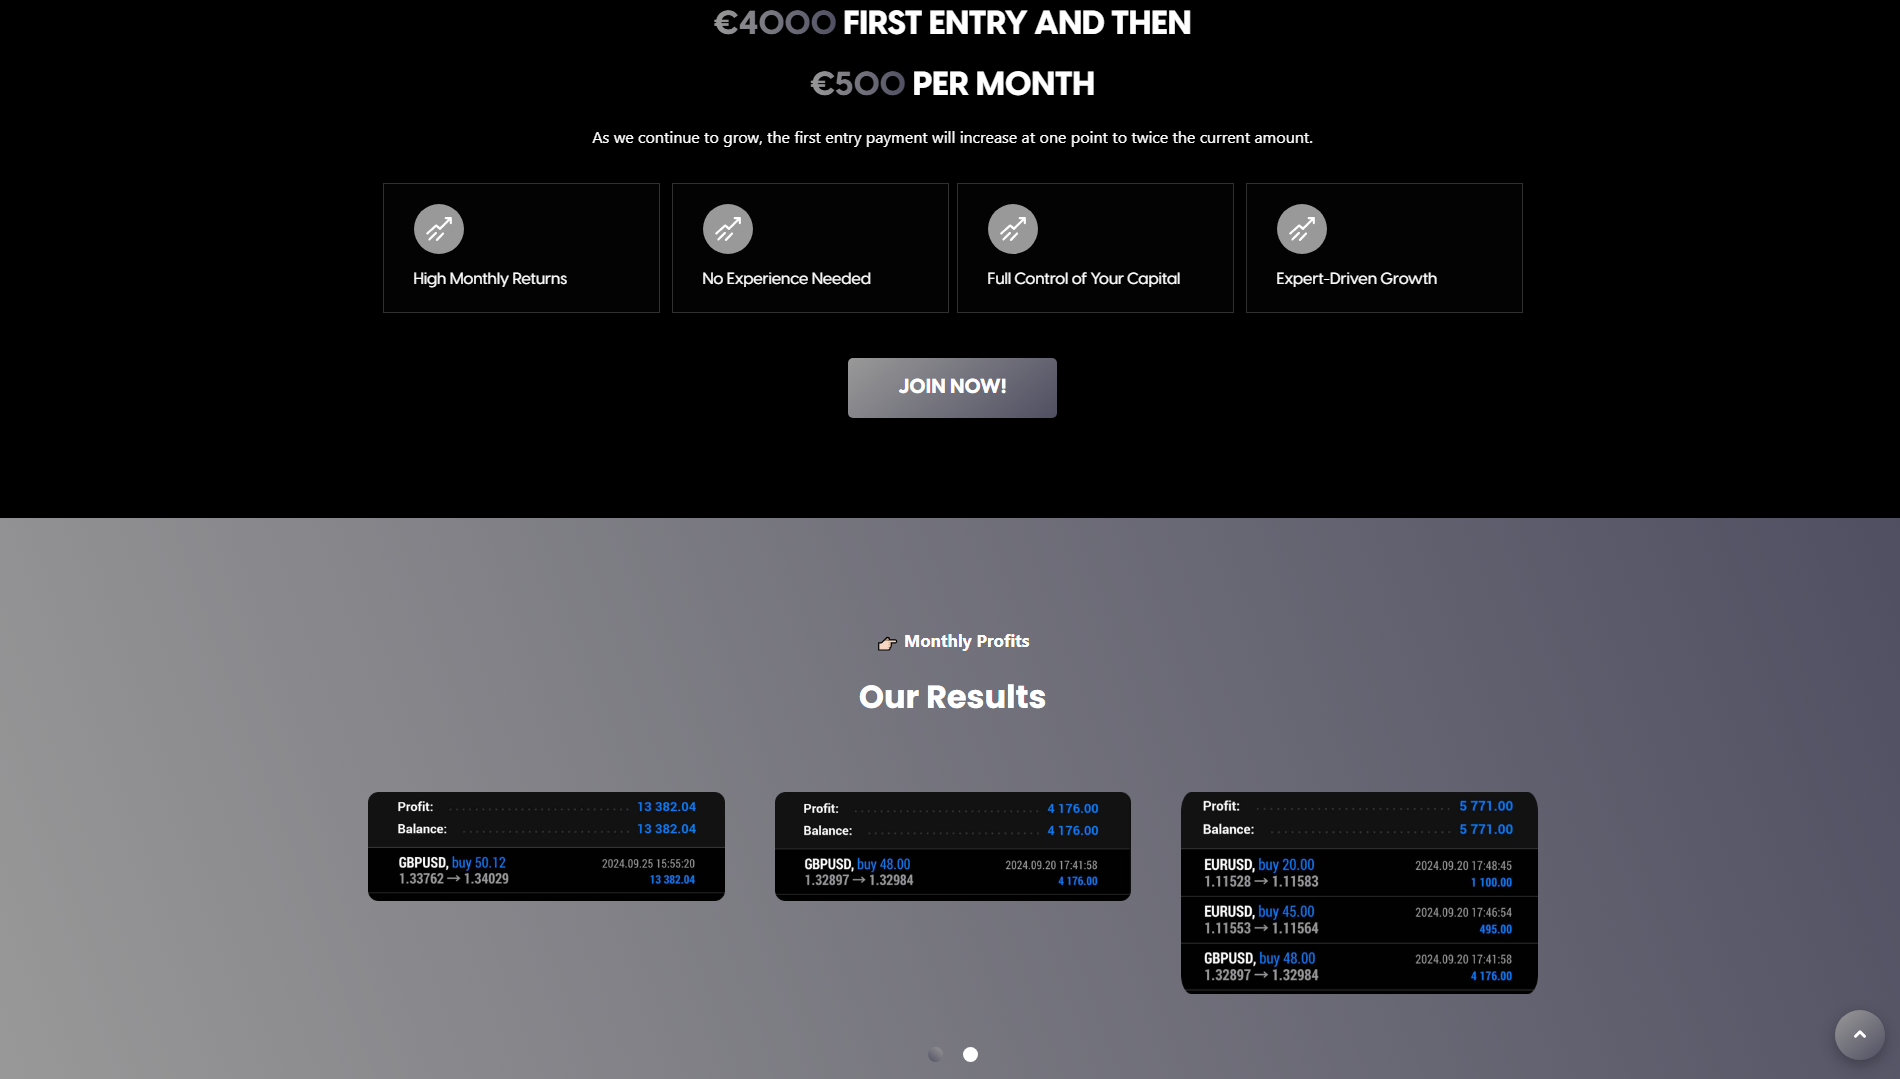 €4000 FIRST ENTRY AND THEN
€500 PER MONTH
As we continue to grow, the first entry payment will increase at one point to twice the current amount.
High Monthly Returns
No Experience Needed
Full Control of Your Capital
Expert-Driven Growth
JOIN NOW!
👉🏻 Monthly Profits
Our Results
Profit: 13 382.04
Balance: 13 382.04
GBPUSD, buy 50.12 2024.09.25 15:55:20
1.33762 → 1.34029 13 382.04
Profit: 4 176.00
Balance: 4 176.00
GBPUSD, buy 48.00 2024.09.20 17:41:58
1.32897 → 1.32984 4 176.00
Profit: 5 771.00
Balance: 5 771.00
EURUSD, buy 20.00 2024.09.20 17:48:45
1.11528 → 1.11583 1 100.00
EURUSD, buy 45.00 2024.09.20 17:46:54
1.11553 → 1.11564 495.00
GBPUSD, buy 48.00 2024.09.20 17:41:58
1.32897 → 1.32984 4 176.00